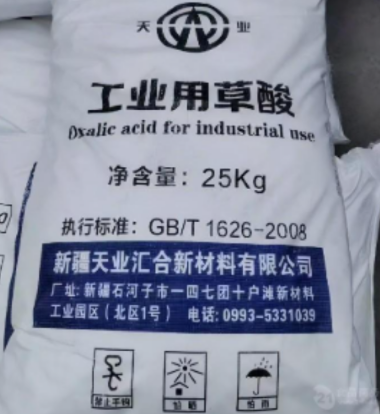 天 业
工业用草酸
Oxalic acid for industrial use
净含量：25Kg
执行标准：GB/T 1626-2008
新疆天业汇合新材料有限公司
厂址：新疆石河子市一四七团十户滩新材料
工业园区（北区1号） 电话：0993-5331039
禁止手钩 怕晒 怕雨